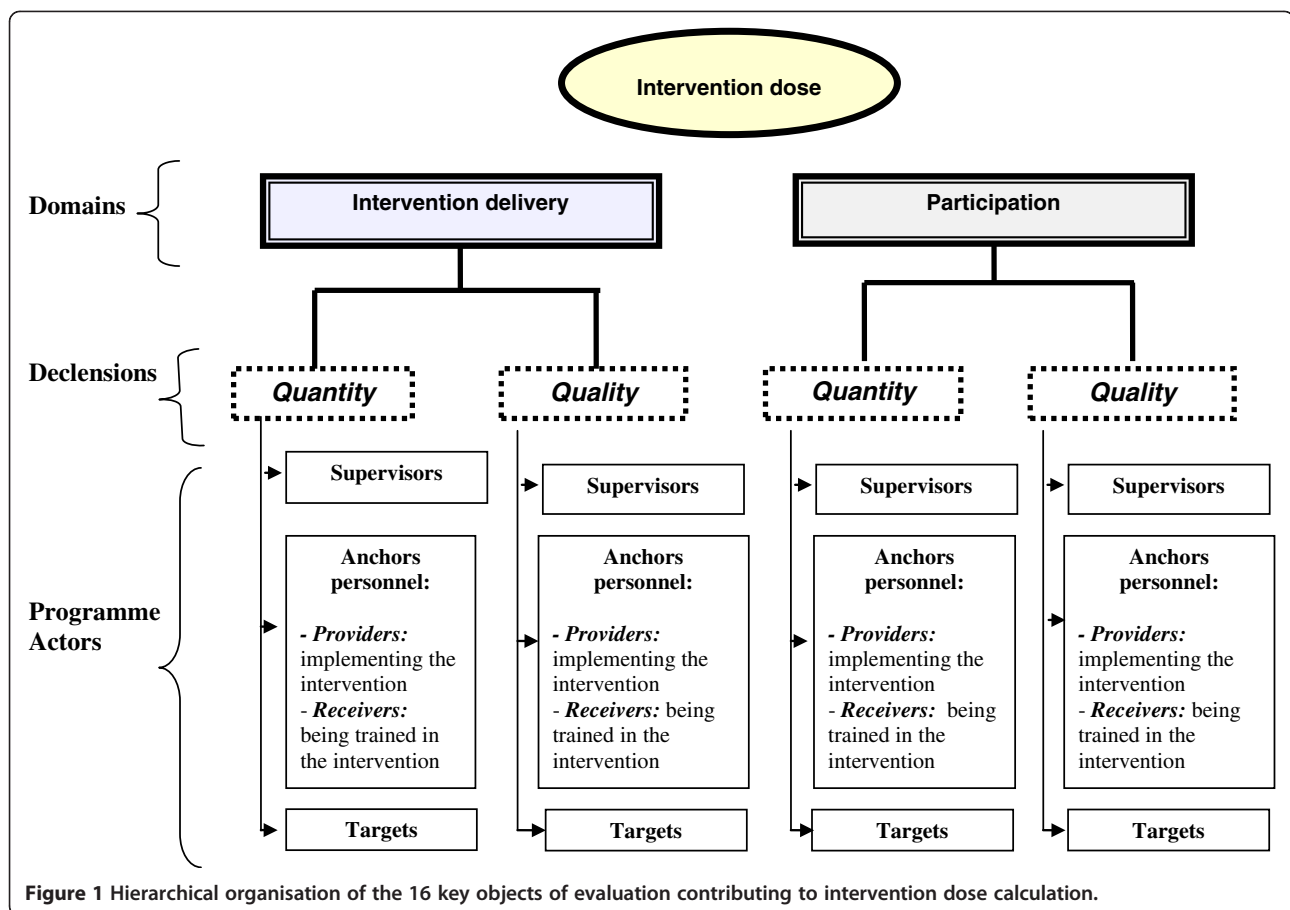 Intervention dose
Domains
Intervention delivery
Participation
Declensions
Quantity
Quality
Quantity
Quality
Programme
Actors
Supervisors
Anchors
personnel:
- Providers:
implementing the
intervention
- Receivers:
being trained in
the intervention
Targets
Supervisors
Anchors
personnel:
- Providers:
implementing the
intervention
- Receivers: being
trained in the
intervention
Targets
Supervisors
Anchors
personnel:
- Providers:
implementing the
intervention
- Receivers: being
trained in the
intervention
Targets
Supervisors
Anchors
personnel:
- Providers:
implementing the
intervention
- Receivers: being
trained in the
intervention
Targets
Figure 1 Hierarchical organisation of the 16 key objects of evaluation contributing to intervention dose calculation.